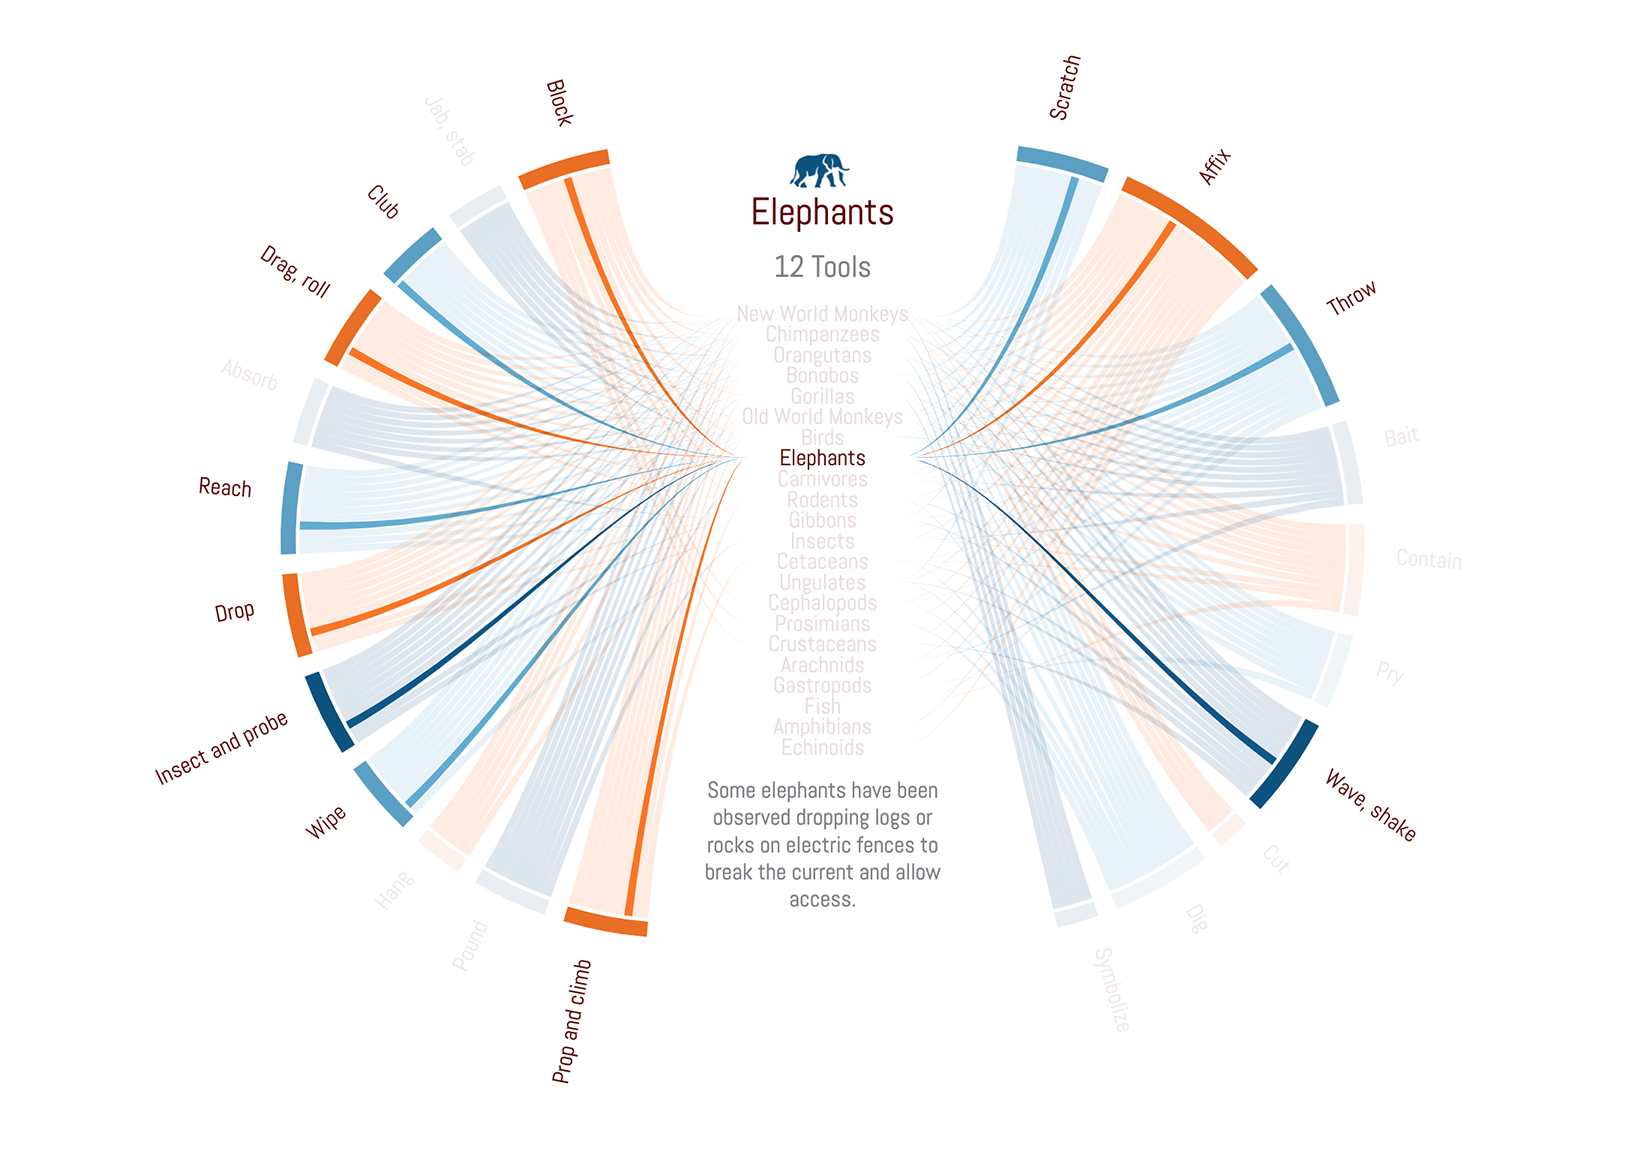 Block
Jab, stab
Club
Drag, roll
Absorb
Reach
Drop
Insect and probe
Wipe
Hang
Pound
Prop and climb
Elephants
12 Tools
New World Monkeys
Chimpanzees
Orangutans
Bonobos
Gorillas
Old World Monkeys
Birds
Elephants
Carnivores
Rodents
Gibbons
Insects
Cetaceans
Ungulates
Cephalopods
Prosimians
Crustaceans
Arachnids
Gastropods
Fish
Amphibians
Echinoids
Some elephants have been
observed dropping logs or
rocks on electric fences to
break the current and allow
access.
Scratch
Affix
Throw
Bait
Contain
Pry
Wave, shake
Cut
Dig
Symbolize